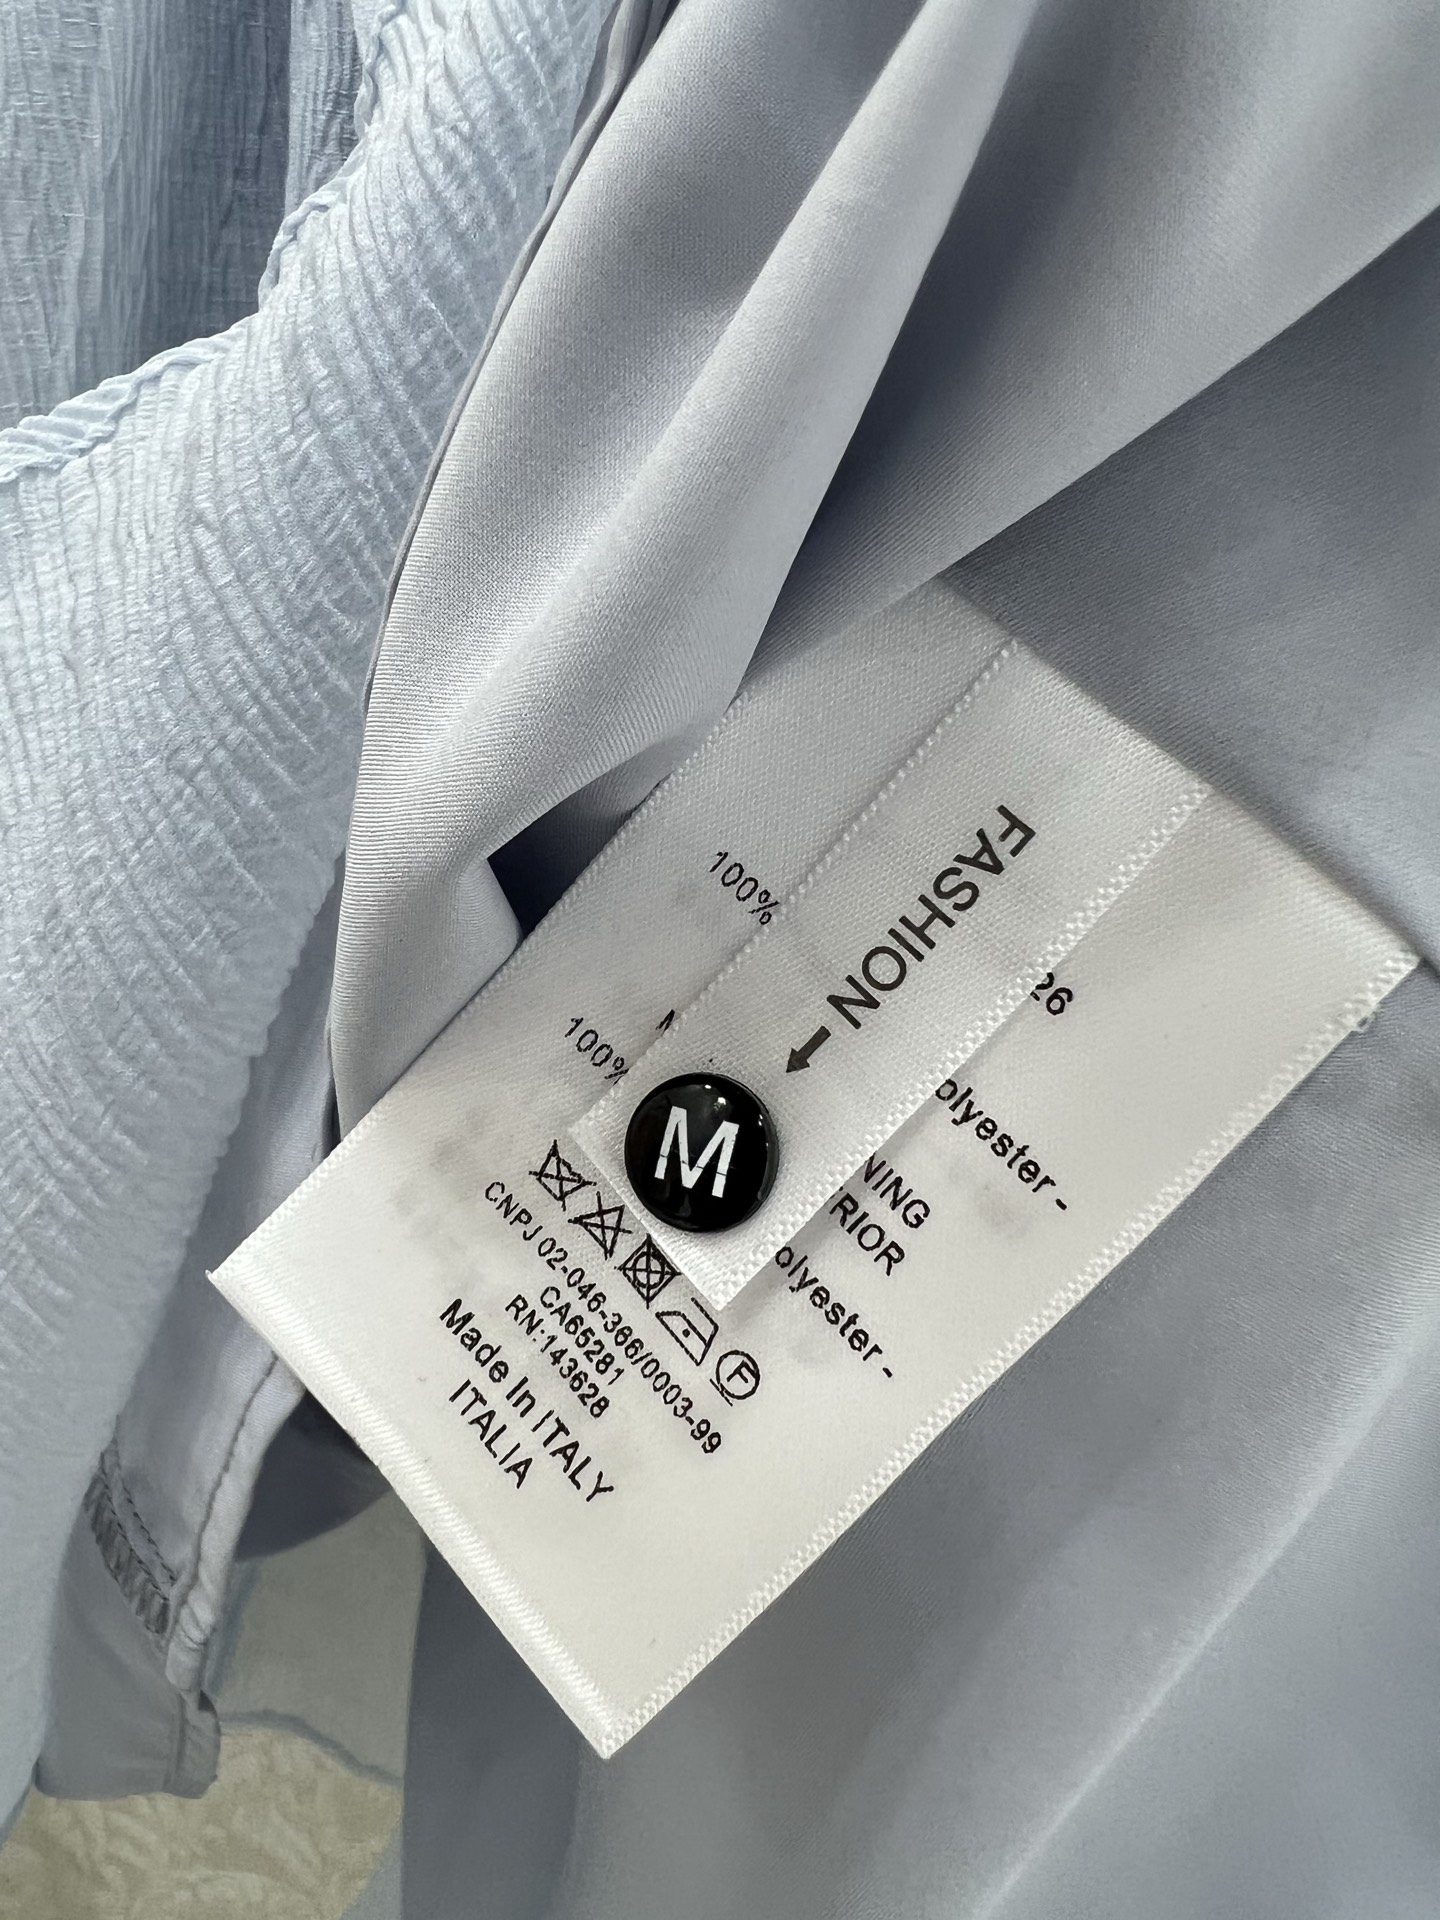 FASHION
M
26
100% olyester -
NING
RIOR
100% olyester -
F
CNPJ 02-046-366/0003-99
CA65281
RN:143628
Made In ITALY
ITALIA